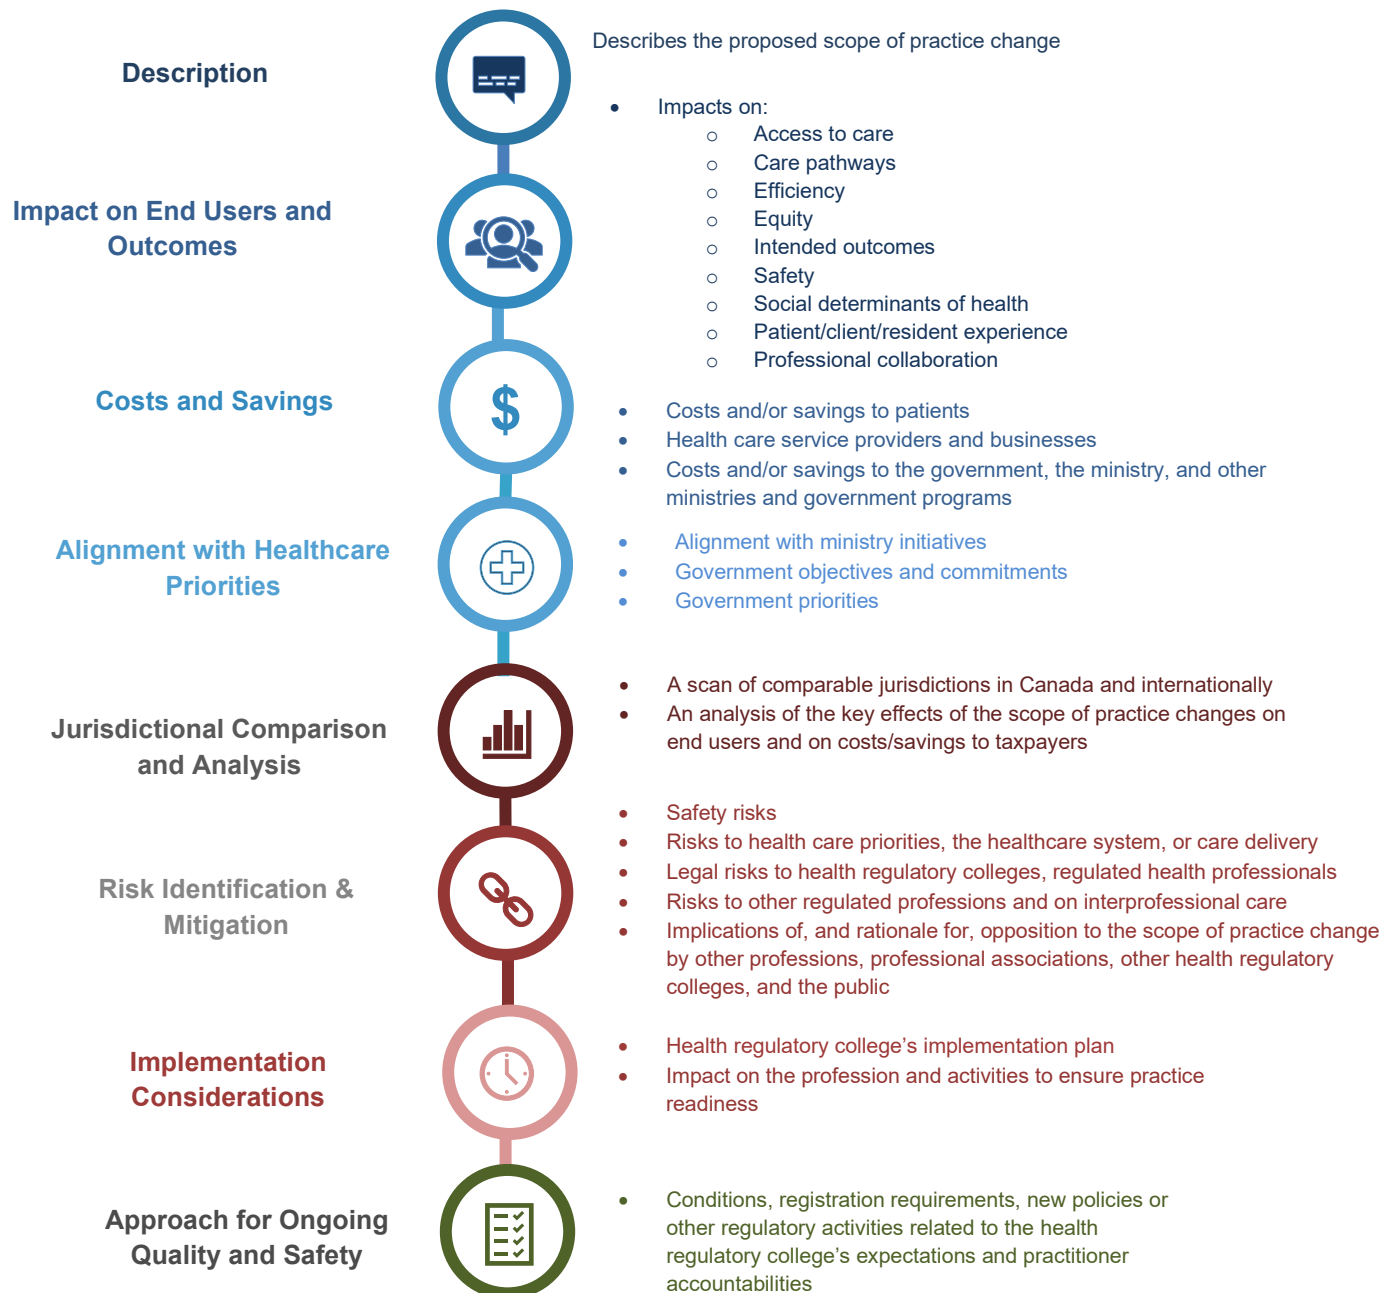 Description
Describes the proposed scope of practice change
Impact on End Users and
Outcomes
• Impacts on:
o Access to care
o Care pathways
o Efficiency
o Equity
o Intended outcomes
o Safety
o Social determinants of health
o Patient/client/resident experience
o Professional collaboration
Costs and Savings
$
• Costs and/or savings to patients
• Health care service providers and businesses
• Costs and/or savings to the government, the ministry, and other
ministries and government programs
Alignment with Healthcare
Priorities
• Alignment with ministry initiatives
• Government objectives and commitments
• Government priorities
Jurisdictional Comparison
and Analysis
• A scan of comparable jurisdictions in Canada and internationally
• An analysis of the key effects of the scope of practice changes on
end users and on costs/savings to taxpayers
Risk Identification &
Mitigation
• Safety risks
• Risks to health care priorities, the healthcare system, or care delivery
• Legal risks to health regulatory colleges, regulated health professionals
• Risks to other regulated professions and on interprofessional care
• Implications of, and rationale for, opposition to the scope of practice change
by other professions, professional associations, other health regulatory
colleges, and the public
Implementation
Considerations
• Health regulatory college’s implementation plan
• Impact on the profession and activities to ensure practice
readiness
Approach for Ongoing
Quality and Safety
• Conditions, registration requirements, new policies or
other regulatory activities related to the health
regulatory college’s expectations and practitioner
accountabilities